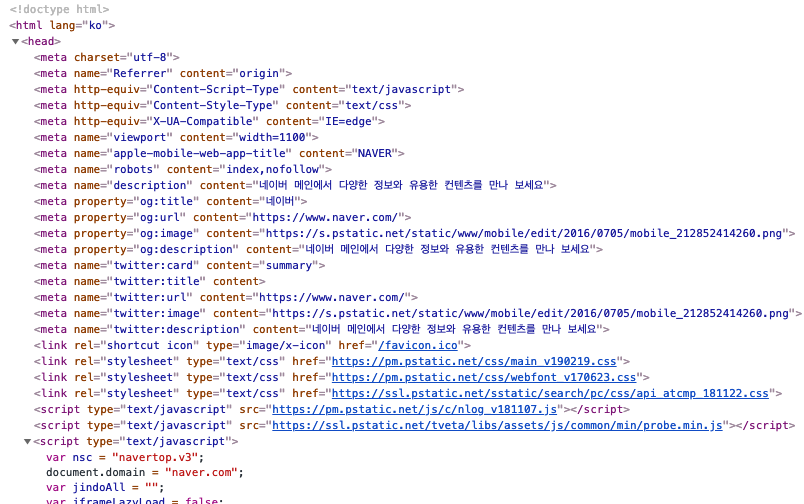 <!doctype html>
<html lang="ko">
<head>
<meta charset="utf-8">
<meta name="Referrer" content="origin">
<meta http-equiv="Content-Script-Type" content="text/javascript">
<meta http-equiv="Content-Style-Type" content="text/css">
<meta http-equiv="X-UA-Compatible" content="IE=edge">
<meta name="viewport" content="width=1100">
<meta name="apple-mobile-web-app-title" content="NAVER">
<meta name="robots" content="index,nofollow">
<meta name="description" content="네이버 메인에서 다양한 정보와 유용한 컨텐츠를 만나 보세요">
<meta property="og:title" content="네이버">
<meta property="og:url" content="https://www.naver.com/">
<meta property="og:image" content="https://s.pstatic.net/static/www/mobile/edit/2016/0705/mobile_212852414260.png">
<meta property="og:description" content="네이버 메인에서 다양한 정보와 유용한 컨텐츠를 만나 보세요">
<meta name="twitter:card" content="summary">
<meta name="twitter:title" content>
<meta name="twitter:url" content="https://www.naver.com/">
<meta name="twitter:image" content="https://s.pstatic.net/static/www/mobile/edit/2016/0705/mobile_212852414260.png">
<meta name="twitter:description" content="네이버 메인에서 다양한 정보와 유용한 컨텐츠를 만나 보세요">
<link rel="shortcut icon" type="image/x-icon" href="/favicon.ico">
<link rel="stylesheet" type="text/css" href="https://pm.pstatic.net/css/main_v190219.css">
<link rel="stylesheet" type="text/css" href="https://pm.pstatic.net/css/webfont_v170623.css">
<link rel="stylesheet" type="text/css" href="https://ssl.pstatic.net/sstatic/search/pc/css/api_atcmp_181122.css">
<script type="text/javascript" src="https://pm.pstatic.net/js/c/nlog_v181107.js"></script>
<script type="text/javascript" src="https://ssl.pstatic.net/tveta/libs/assets/js/common/min/probe.min.js"></script>
<script type="text/javascript">
var nsc = "navertop.v3";
document.domain = "naver.com";
var jindoAll = "";
var iframeLazyLoad = false;